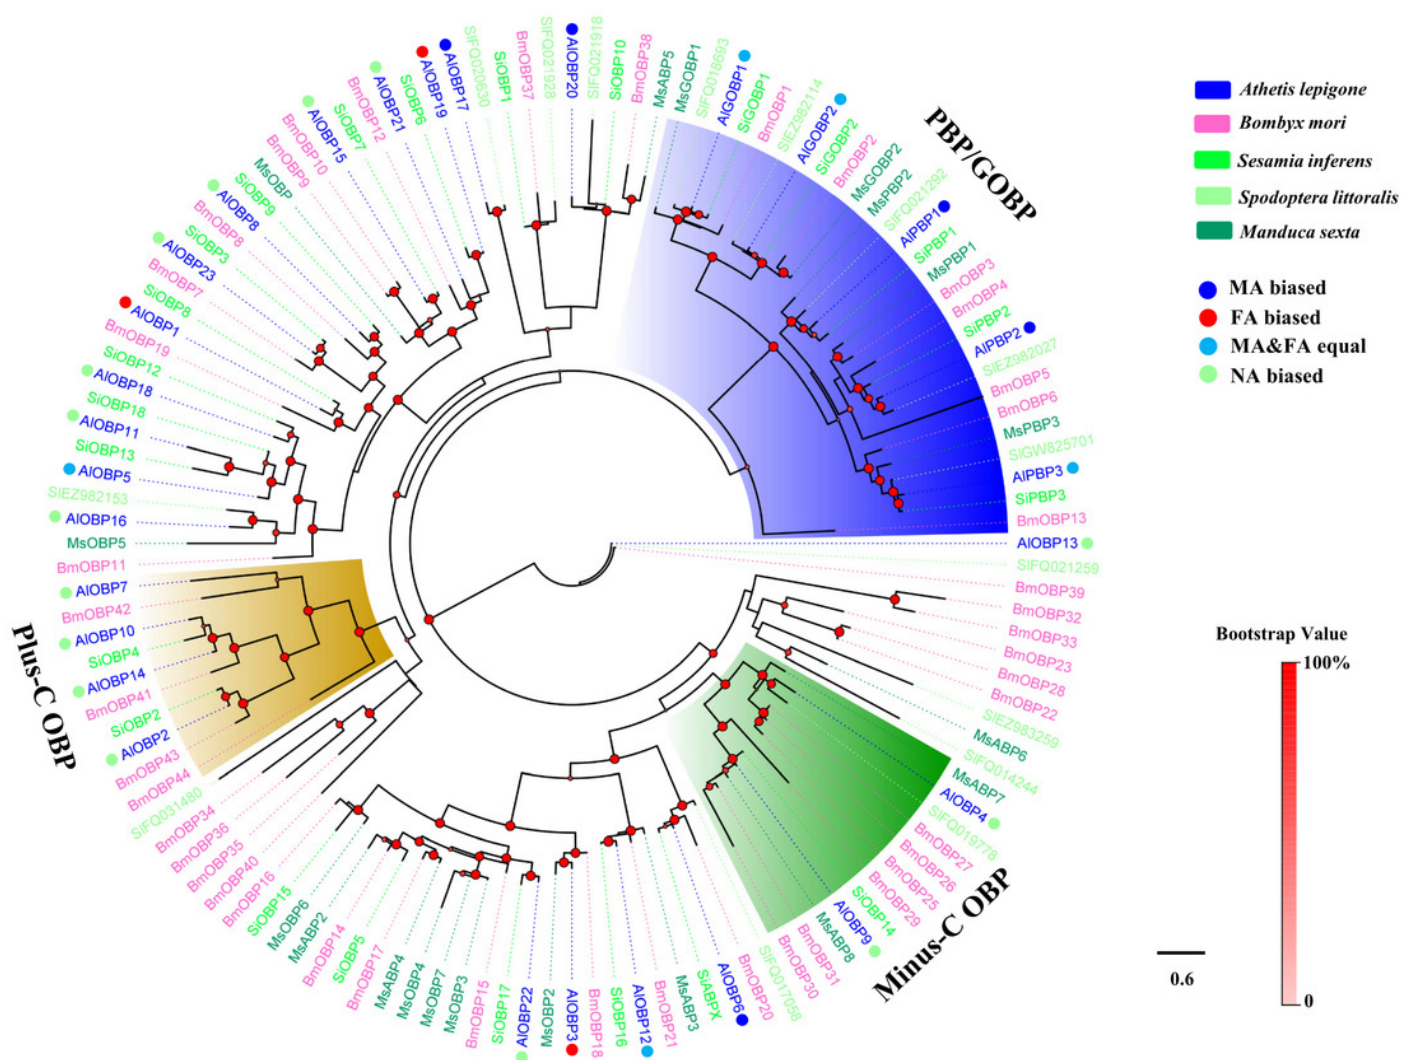 SlFQ020630
SiOBP1
BmOBP37
SlFQ021928
AlOBP20
SlFQ021918
SiOBP10
BmOBP38
MsABP5
MsGOBP1
SlFQ018693
AlGOBP1
SiGOBP1
BmGOBP1
SlEZ982114
AlGOBP2
SiGOBP2
BmOBP2
MsGOBP2
MsPBP2
SlFQ021292
AlPBP1
SiPBP1
MsPBP1
BmOBP3
BmOBP4
SiPBP2
AlPBP2
SlEZ982027
BmOBP5
BmOBP6
MsPBP3
SlGW825701
AlPBP3
SiPBP3
BmOBP13
AlOBP13
SlFQ021259
BmOBP39
BmOBP32
BmOBP33
BmOBP23
BmOBP28
BmOBP22
SlEZ983259
MsABP6
SlFQ014244
MsABP7
AlOBP4
SlFQ019778
BmOBP27
BmOBP26
BmOBP25
BmOBP29
SiOBP14
AlOBP9
MsABP8
BmOBP31
BmOBP30
SlFQ017058
BmOBP20
AlOBP6
SiABPX
MsABP3
BmOBP21
AlOBP12
SiOBP16
BmOBP18
AlOBP3
MsOBP2
AlOBP22
SiOBP17
BmOBP15
MsOBP3
MsOBP7
MsOBP4
MsABP4
BmOBP17
SiOBP5
BmOBP14
MsABP2
MsOBP6
SiOBP15
BmOBP16
BmOBP40
BmOBP35
BmOBP36
BmOBP34
SlFQ031480
BmOBP44
BmOBP43
AlOBP2
SiOBP2
BmOBP41
AlOBP14
SiOBP4
AlOBP10
BmOBP42
AlOBP7
BmOBP11
MsOBP5
AlOBP16
SlEZ982153
AlOBP5
SiOBP13
AlOBP11
SiOBP18
AlOBP18
SiOBP12
BmOBP19
AlOBP1
SiOBP8
BmOBP7
AlOBP23
SiOBP3
BmOBP8
AlOBP8
SiOBP9
MsOBP
BmOBP9
BmOBP10
AlOBP15
SiOBP7
BmOBP12
AlOBP21
SiOBP6
AlOBP19
AlOBP17
PBP/GOBP
Minus-C OBP
Plus-C OBP
Athetis lepigone
Bombyx mori
Sesamia inferens
Spodoptera littoralis
Manduca sexta
MA biased
FA biased
MA&FA equal
NA biased
Bootstrap Value
100%
0
0.6